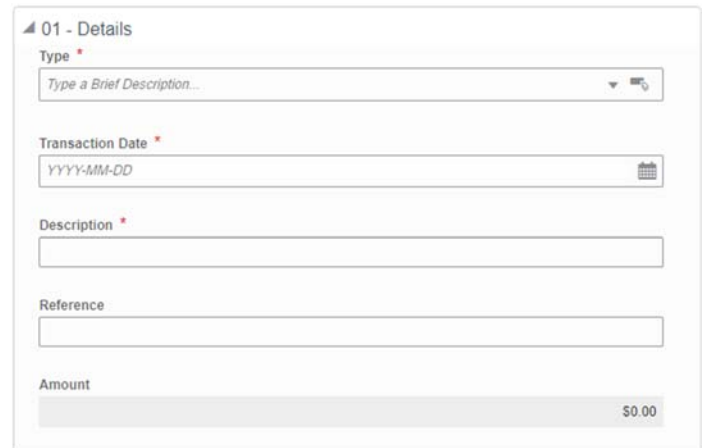 01 - Details
Type *
Type a Brief Description...
Transaction Date *
YYYY-MM-DD
Description *
Reference
Amount
$0.00